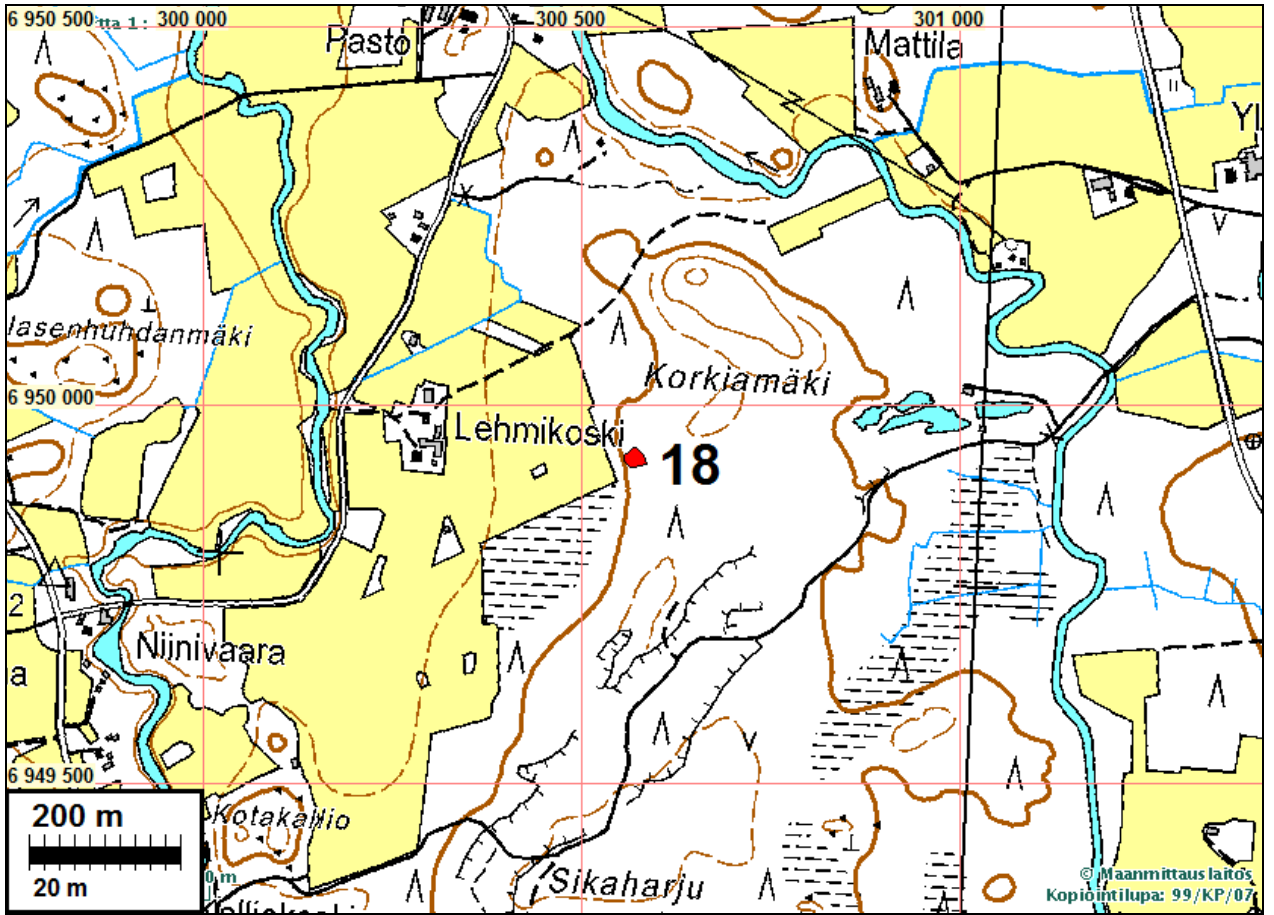 6 950 500
300 000
300 500
301 000
Pasto
Mattila
Yl
lasenhuhdanmäki
Korkiamäki
6 950 000
Lehmikoski
18
2
Niinivaara
a
6 949 500
200 m
20 m
0 m
Kotakallio
Sikaharju
© Maanmittauslaitos
Kopiointilupa: 99/KP/07